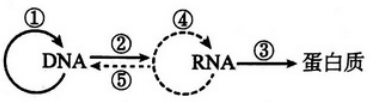 ① ② ④ ③
DNA ⑤ RNA 蛋白质